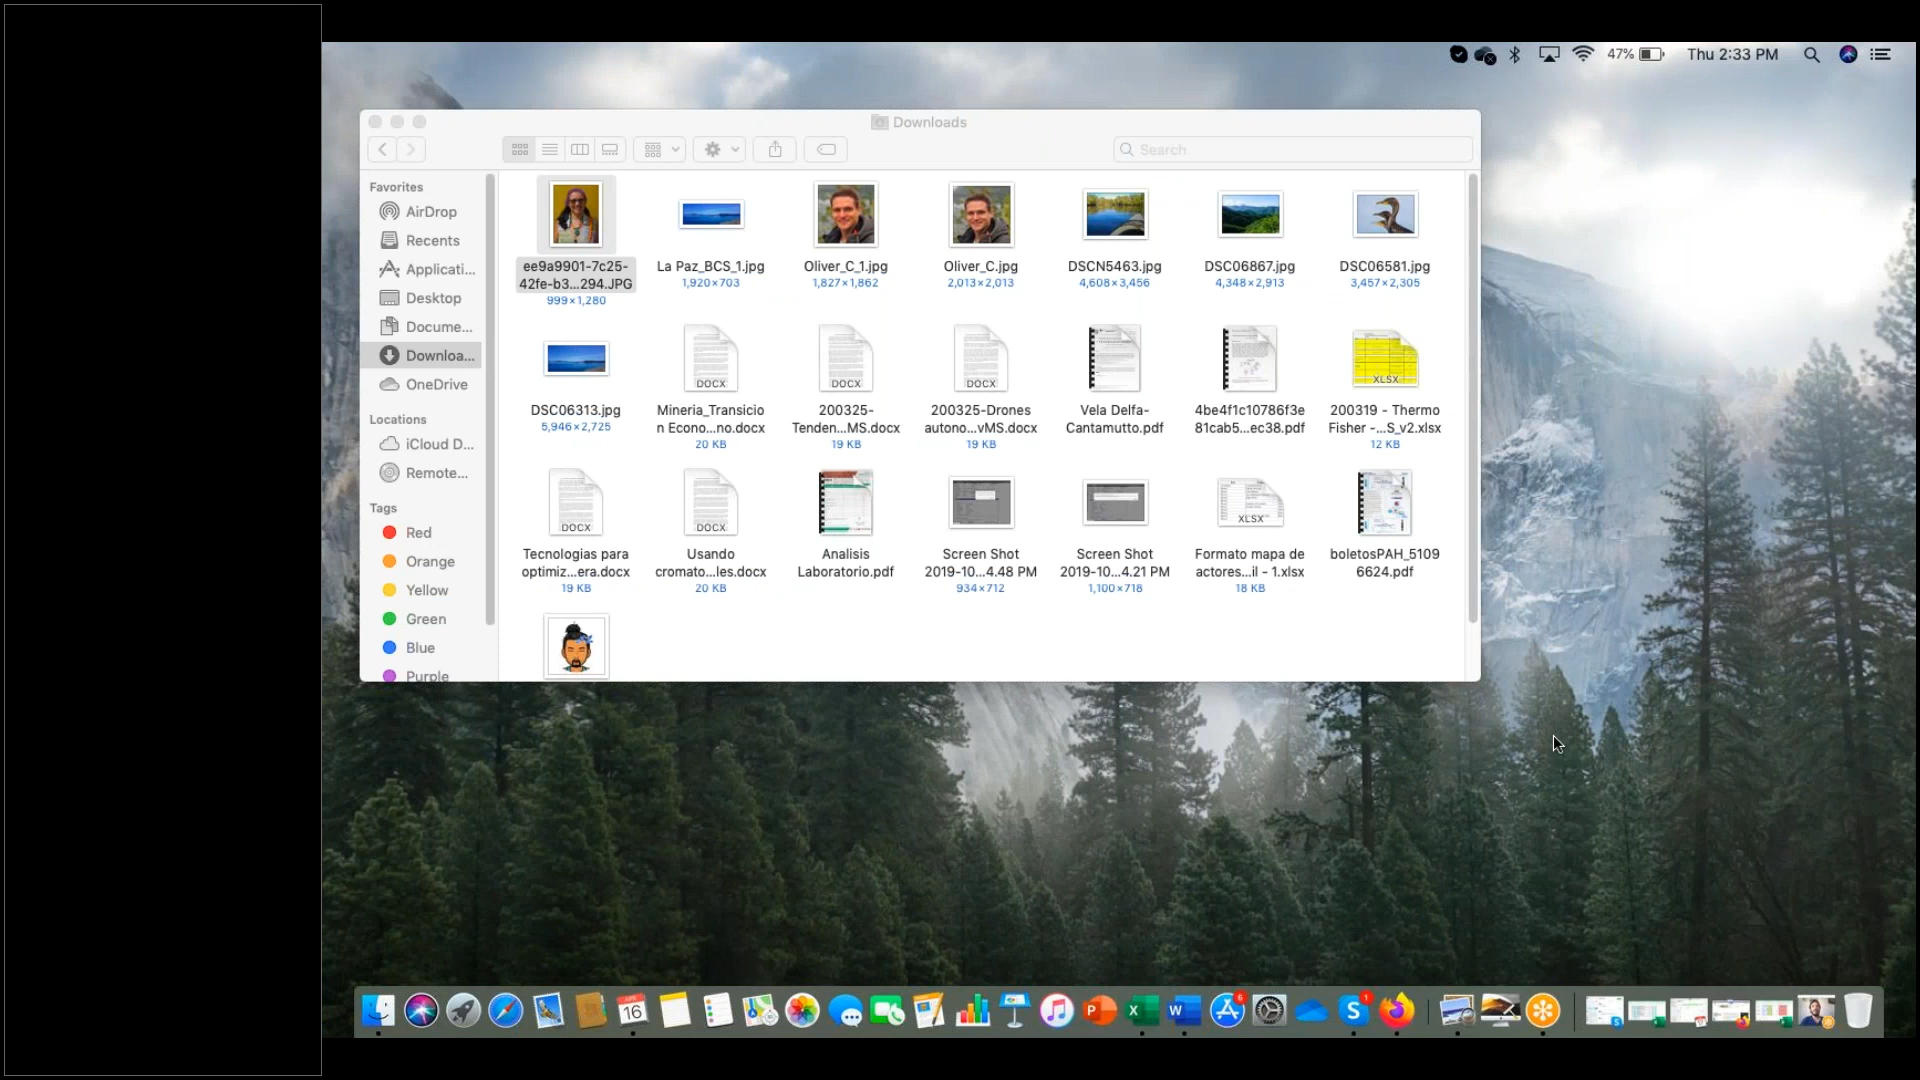 47% Thu 2:33 PM
Downloads
Search
Favorites
AirDrop
Recents
Applicati...
Desktop
Docume...
Downloa...
OneDrive
Locations
iCloud D...
Remote...
Tags
Red
Orange
Yellow
Green
Blue
Purple
ee9a9901-7c25-
42fe-b3...294.JPG
999×1,280
La Paz_BCS_1.jpg
1,920×703
Oliver_C_1.jpg
1,827×1,862
Oliver_C.jpg
2,013×2,013
DSCN5463.jpg
4,608×3,456
DSC06867.jpg
4,348×2,913
DSC06581.jpg
3,457×2,305
DSC06313.jpg
5,946×2,725
DOCX
Mineria_Transicio
n Econo...no.docx
20 KB
DOCX
200325-
Tenden...MS.docx
19 KB
DOCX
200325-Drones
autono...vMS.docx
19 KB
Vela Delfa-
Cantamutto.pdf
4be4f1c10786f3e
81cab5...ec38.pdf
XLSX
200319 - Thermo
Fisher -...S_v2.xlsx
12 KB
DOCX
Tecnologias para
optimiz...era.docx
19 KB
DOCX
Usando
cromato...les.docx
20 KB
Analisis
Laboratorio.pdf
Screen Shot
2019-10...4.48 PM
934×712
Screen Shot
2019-10...4.21 PM
1,100×718
XLSX
Formato mapa de
actores...il - 1.xlsx
18 KB
boletosPAH_5109
6624.pdf
APR
16
P
X
W
6
S
1